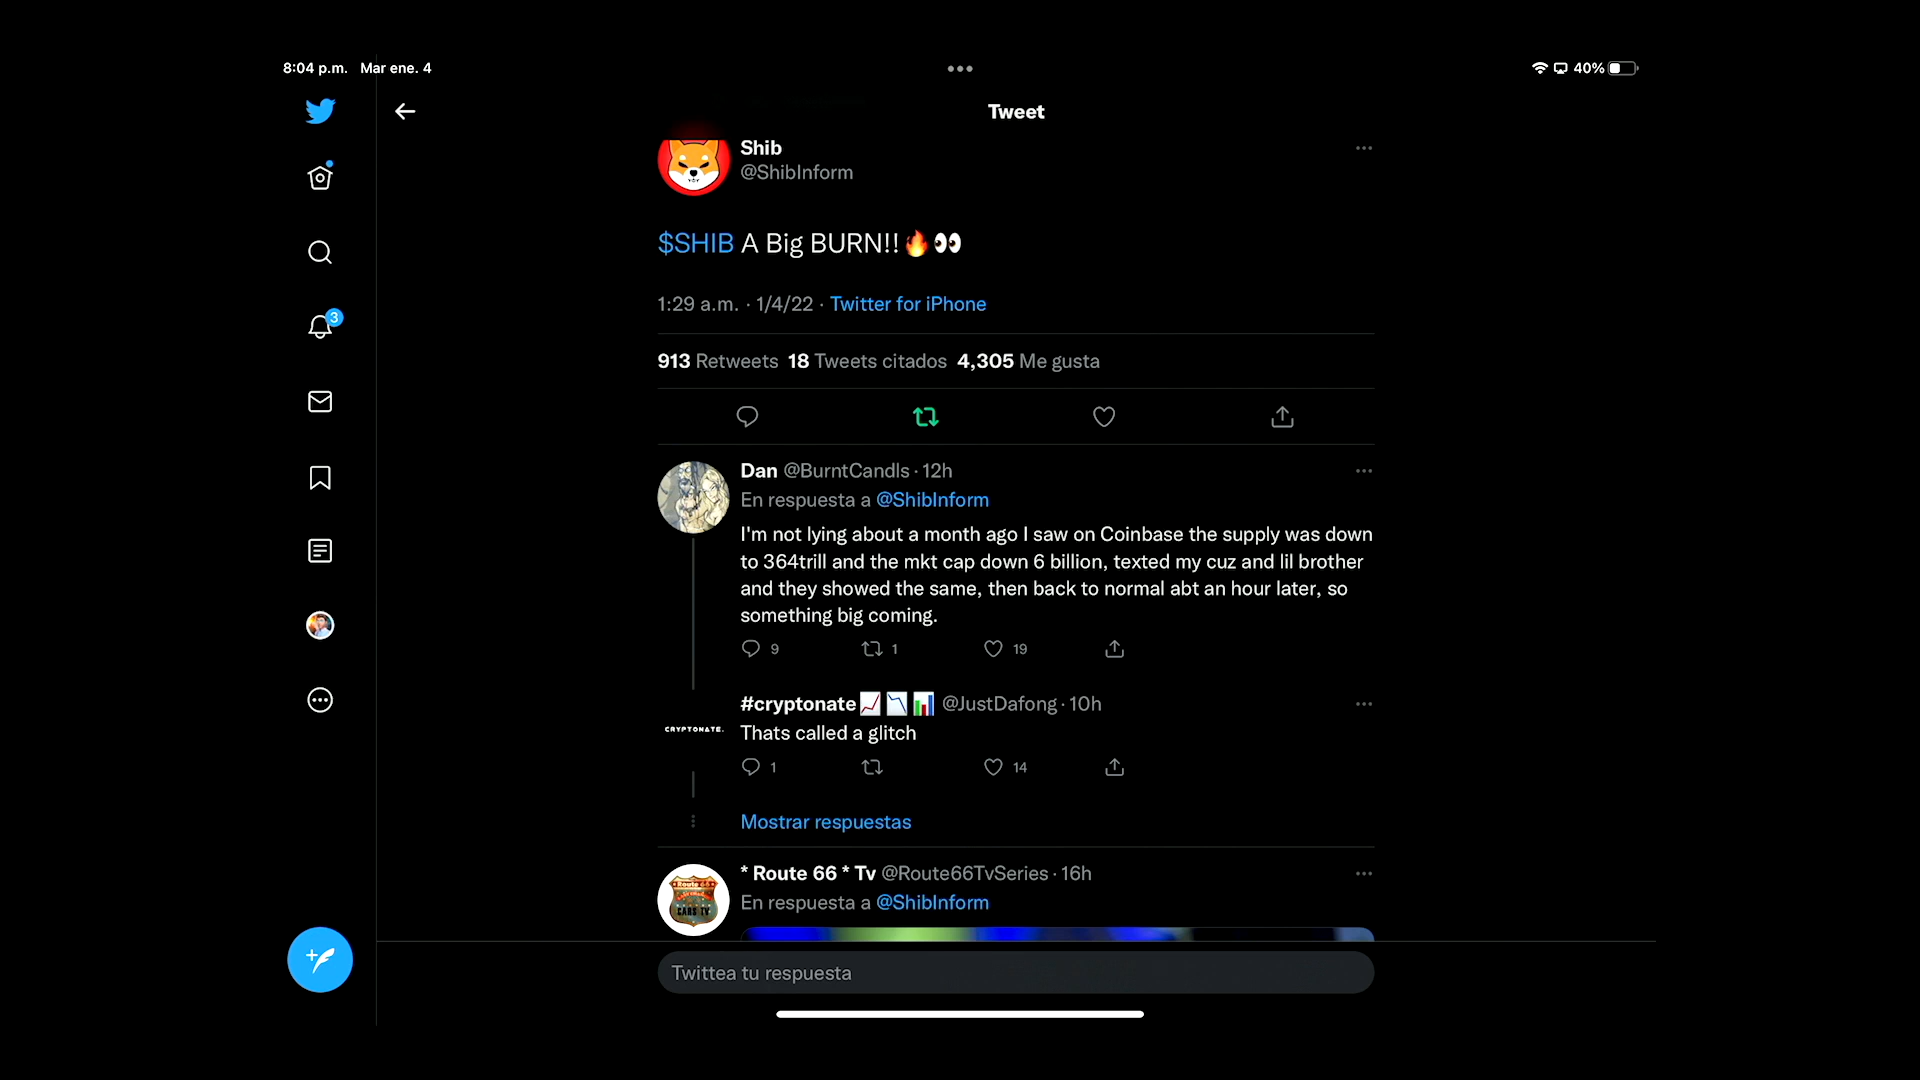 8:04 p.m. Mar ene. 4
40%
Tweet
Shib
@ShibInform
$SHIB A Big BURN!!🔥👀
1:29 a.m. · 1/4/22 · Twitter for iPhone
913 Retweets 18 Tweets citados 4,305 Me gusta
3
Dan @BurntCandls · 12h
En respuesta a @ShibInform
I'm not lying about a month ago I saw on Coinbase the supply was down
to 364trill and the mkt cap down 6 billion, texted my cuz and lil brother
and they showed the same, then back to normal abt an hour later, so
something big coming.
9 1 19
#cryptonate📈📉📊 @JustDafong · 10h
CRYPTONATE.
Thats called a glitch
1 14
Mostrar respuestas
* Route 66 * Tv @Route66TvSeries · 16h
En respuesta a @ShibInform
Route 66
CARS TV
Twittea tu respuesta